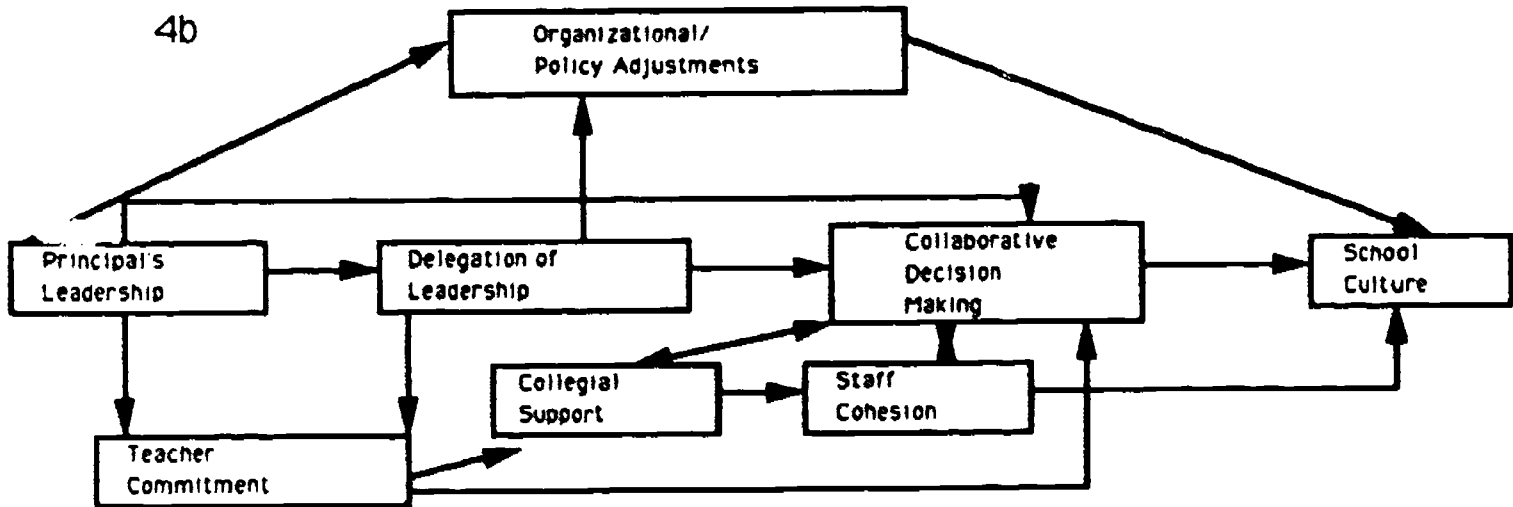 4b
Organizational/
Policy Adjustments
Principal's
Leadership
Delegation of
Leadership
Collaborative
Decision
Making
School
Culture
Collegial
Support
Staff
Cohesion
Teacher
Commitment